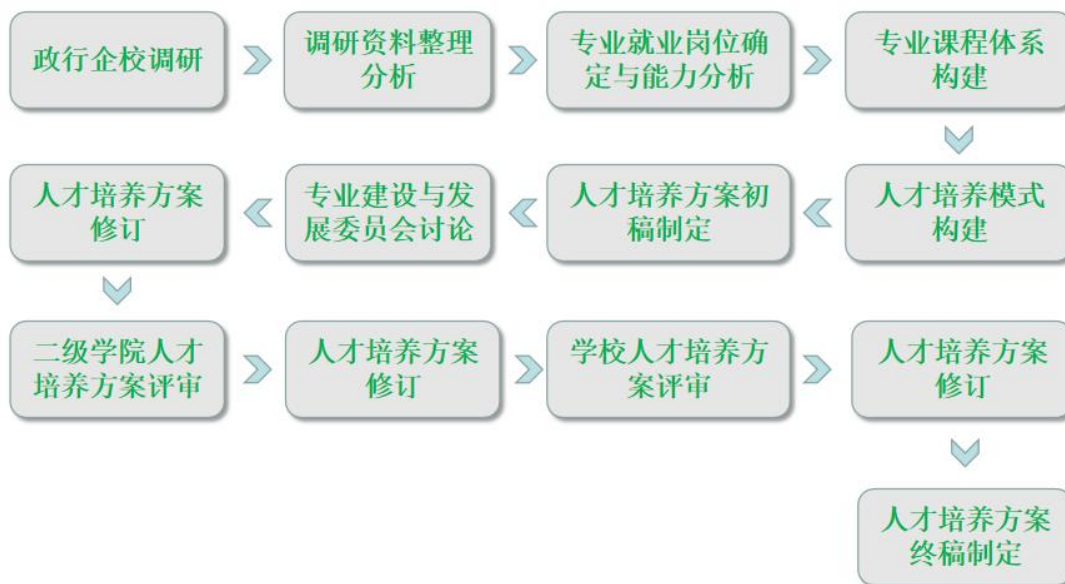 政行企校调研
调研资料整理
分析
专业就业岗位确
定与能力分析
专业课程体系
构建
人才培养模式
构建
人才培养方案初
稿制定
专业建设与发
展委员会讨论
人才培养方案
修订
二级学院人才
培养方案评审
人才培养方案
修订
学校人才培养方
案评审
人才培养方案
修订
人才培养方案
终稿制定